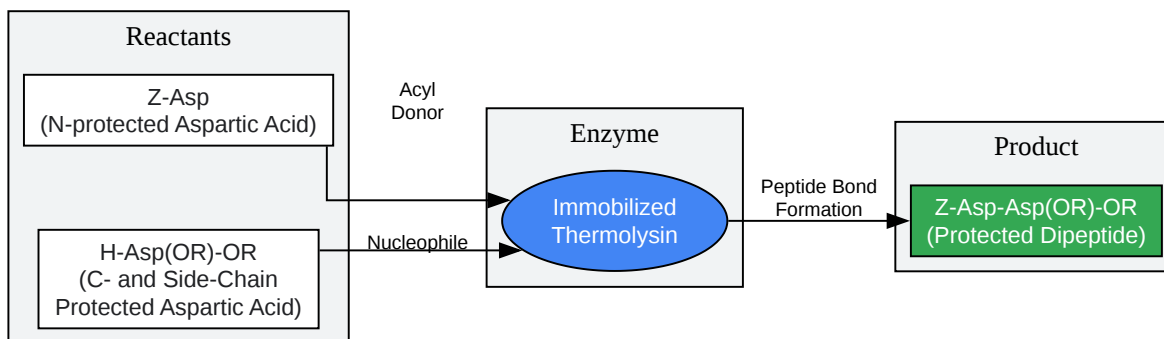 Reactants
Z-Asp
(N-protected Aspartic Acid)
H-Asp(OR)-OR
(C- and Side-Chain
Protected Aspartic Acid)
Acyl
Donor
Nucleophile
Enzyme
Immobilized
Thermolysin
Peptide Bond
Formation
Product
Z-Asp-Asp(OR)-OR
(Protected Dipeptide)